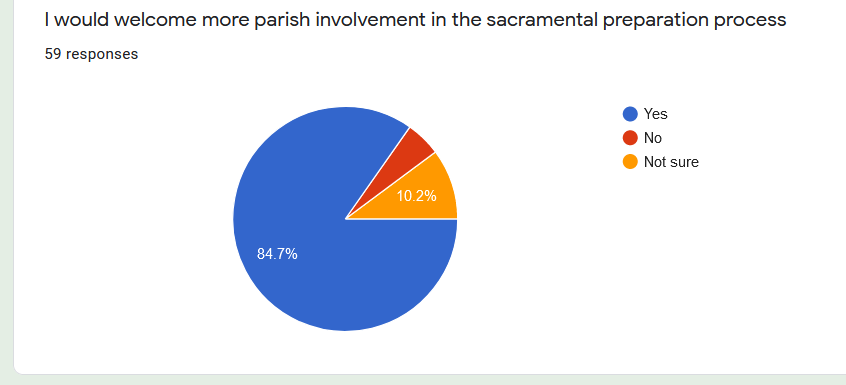 I would welcome more parish involvement in the sacramental preparation process
59 responses
Yes
No
Not sure
10.2%
84.7%